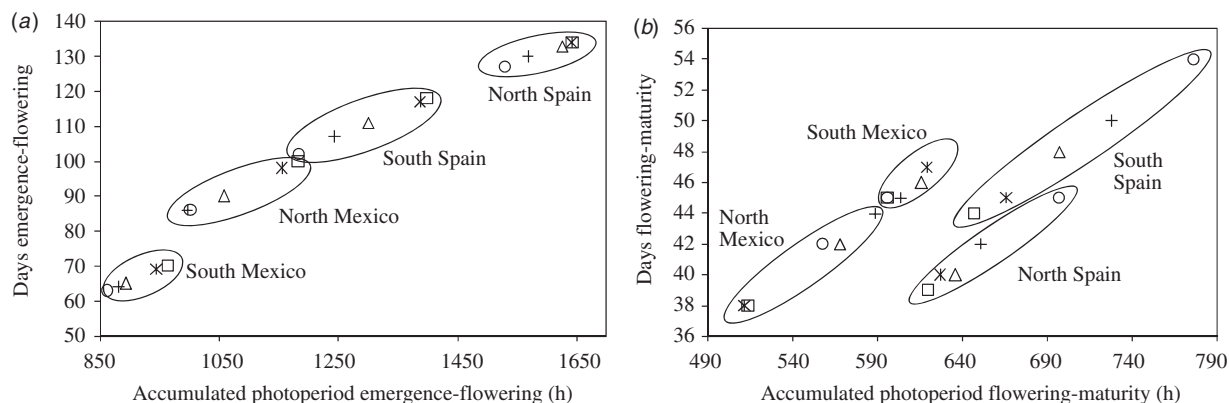 (a)
140
130
120
110
100
90
80
70
60
50
Days emergence-flowering
North Spain
South Spain
North Mexico
South Mexico
850 1050 1250 1450 1650
Accumulated photoperiod emergence-flowering (h)
(b)
56
54
52
50
48
46
44
42
40
38
36
Days flowering-maturity
South Mexico
South
Spain
North
Mexico
North Spain
490 540 590 640 690 740 790
Accumulated photoperiod flowering-maturity (h)